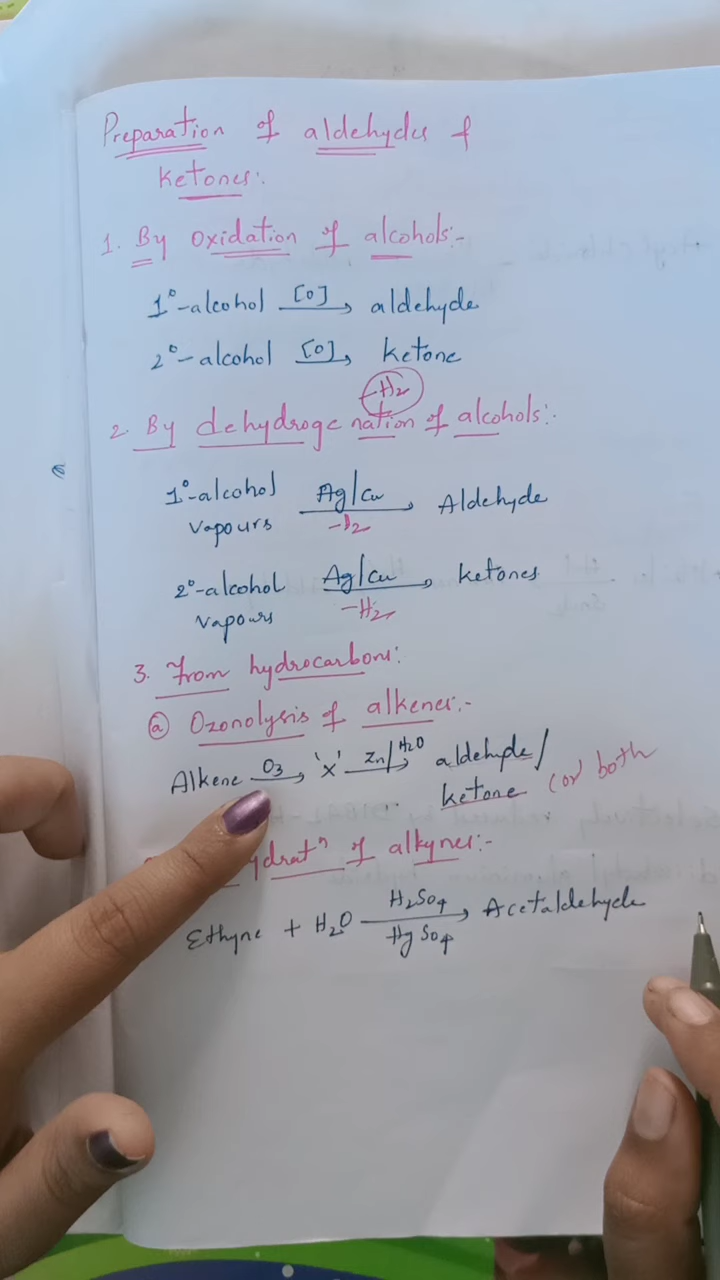 Preparation of aldehydes &
ketones:
1. By oxidation of alcohols:-
1°-alcohol [O] aldehyde
2°-alcohol [O] ketone
-H2
2. By dehydrogenation of alcohols:-
1°-alcohol Ag/Cu Aldehyde
vapours -H2
2°-alcohol Ag/Cu ketones
vapours -H2
3. From hydrocarbons:
(a) Ozonolysis of alkenes:-
Alkene O3 'X' Zn/H2O aldehyde/
ketone (or both
of alkynes:-
Ethyne + H2O H2SO4 Acetaldehyde
HgSO4